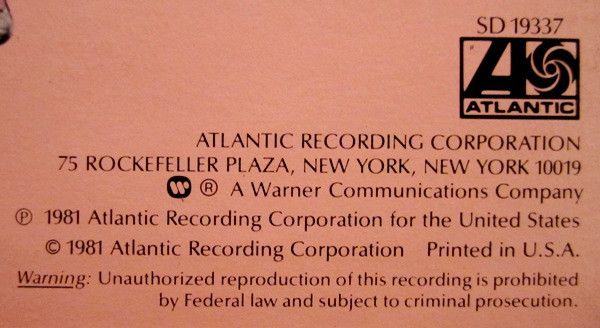 SD 19337
ATLANTIC
ATLANTIC RECORDING CORPORATION
75 ROCKEFELLER PLAZA, NEW YORK, NEW YORK 10019
W ® A Warner Communications Company
℗ 1981 Atlantic Recording Corporation for the United States
© 1981 Atlantic Recording Corporation Printed in U.S.A.
Warning: Unauthorized reproduction of this recording is prohibited
by Federal law and subject to criminal prosecution.